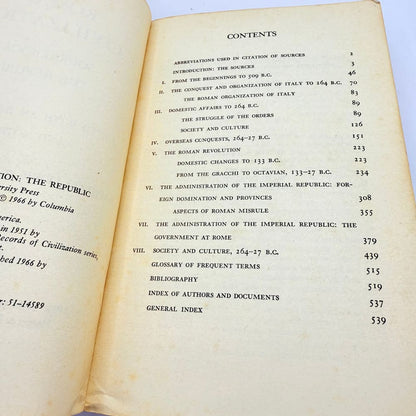 TION: THE REPUBLIC
ersity Press
© 1966 by Columbia
merica.
in 1951 by
Records of Civilization series,
shed 1966 by
r: 51-14589
CONTENTS
ABBREVIATIONS USED IN CITATION OF SOURCES 2
INTRODUCTION: THE SOURCES 3
I. FROM THE BEGINNINGS TO 509 B.C. 46
II. THE CONQUEST AND ORGANIZATION OF ITALY TO 264 B.C. 70
THE ROMAN ORGANIZATION OF ITALY 83
III. DOMESTIC AFFAIRS TO 264 B.C. 89
THE STRUGGLE OF THE ORDERS 89
SOCIETY AND CULTURE 126
IV. OVERSEAS CUNQUESTS, 264-27 B.C. 151
V. THE ROMAN REVOLUTION 223
DOMESTIC CHANGES TO 133 B.C. 223
FROM THE GRACCHI TO OCTAVIAN, 133-27 B.C. 234
VI. THE ADMINISTRATION OF THE IMPERIAL REPUBLIC: FOR-
EIGN DOMINATION AND PROVINCES 308
ASPECTS OF ROMAN MISRULE 355
VII. THE ADMINISTRATION OF THE IMPERIAL REPUBLIC: THE
GOVERNMENT AT ROME 379
VIII. SOCIETY AND CULTURE, 264-27 B.C. 439
GLOSSARY OF FREQUENT TERMS 515
BIBLIOGRAPHY 519
INDEX OF AUTHORS AND DOCUMENTS 537
GENERAL INDEX 539